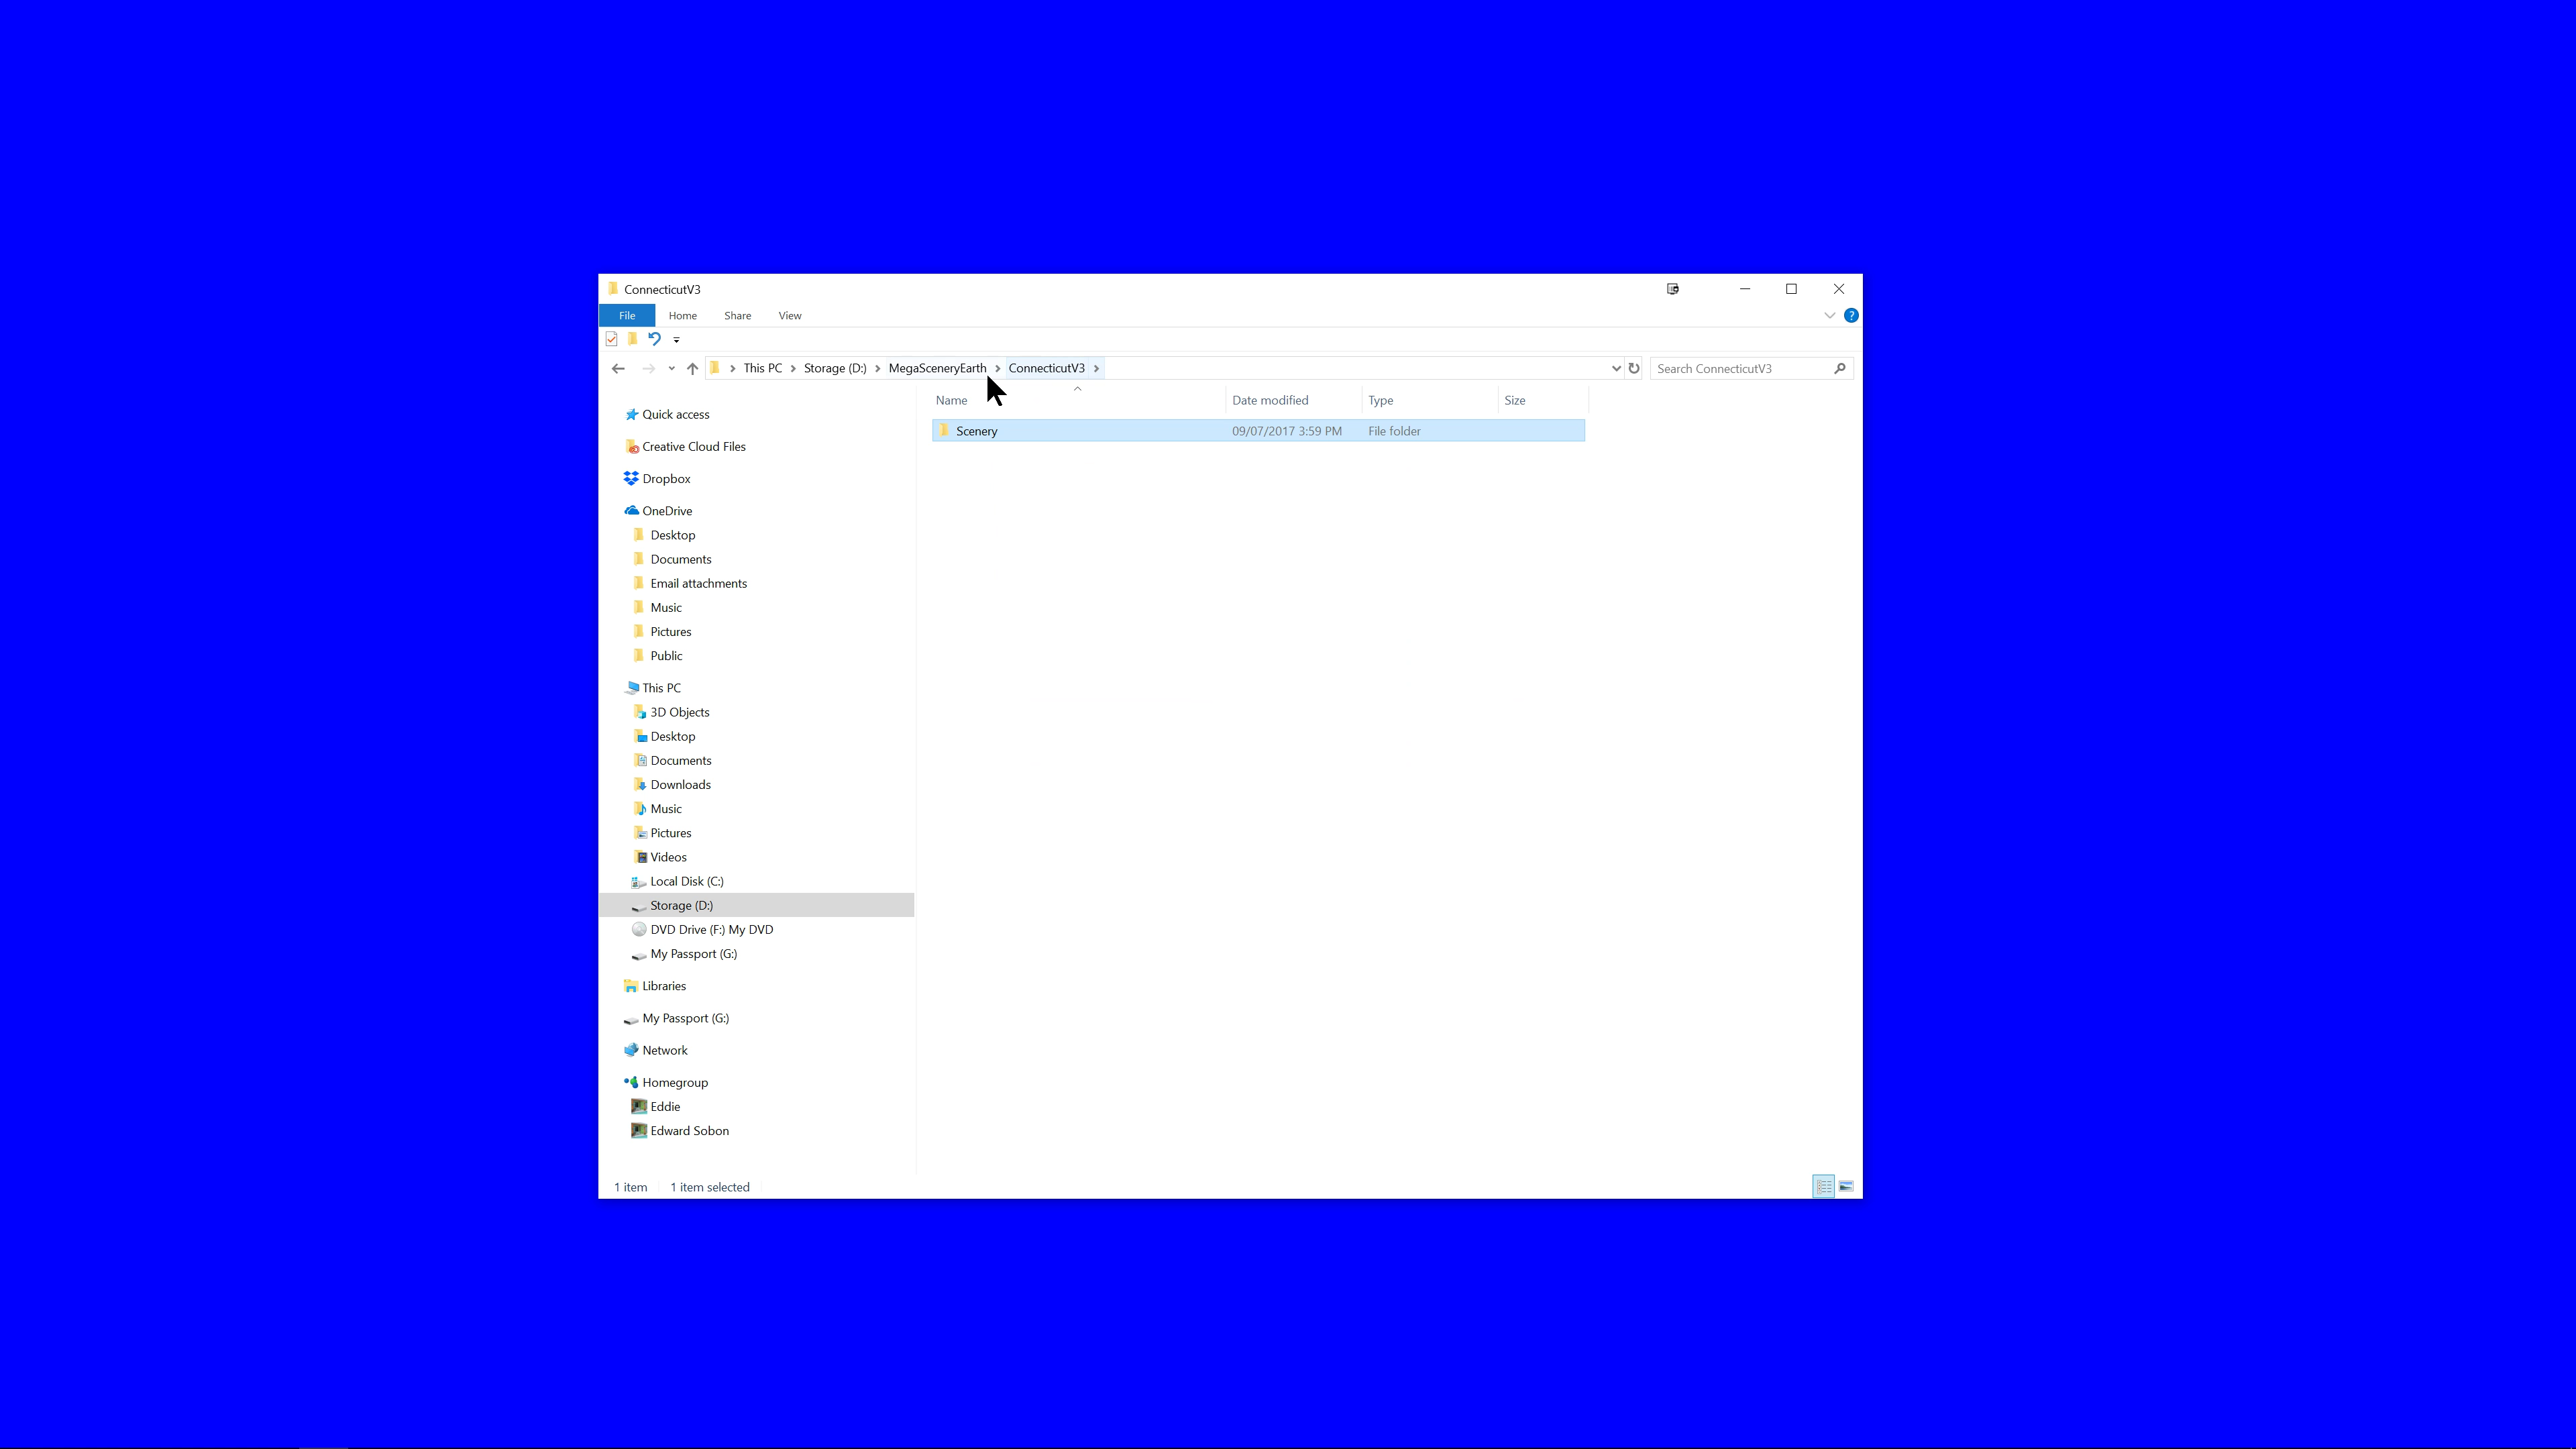 ConnecticutV3
File Home Share View
This PC Storage (D:) MegaSceneryEarth ConnecticutV3 Search ConnecticutV3
Name Date modified Type Size
Scenery 09/07/2017 3:59 PM File folder
Quick access
Creative Cloud Files
Dropbox
OneDrive
Desktop
Documents
Email attachments
Music
Pictures
Public
This PC
3D Objects
Desktop
Documents
Downloads
Music
Pictures
Videos
Local Disk (C:)
Storage (D:)
DVD Drive (F:) My DVD
My Passport (G:)
Libraries
My Passport (G:)
Network
Homegroup
Eddie
Edward Sobon
1 item 1 item selected